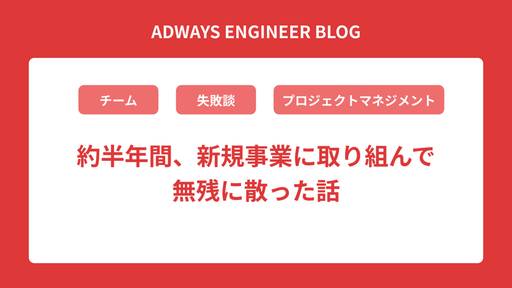 ADWAYS ENGINEER BLOG
チーム 失敗談 プロジェクトマネジメント
約半年間、新規事業に取り組んで
無残に散った話